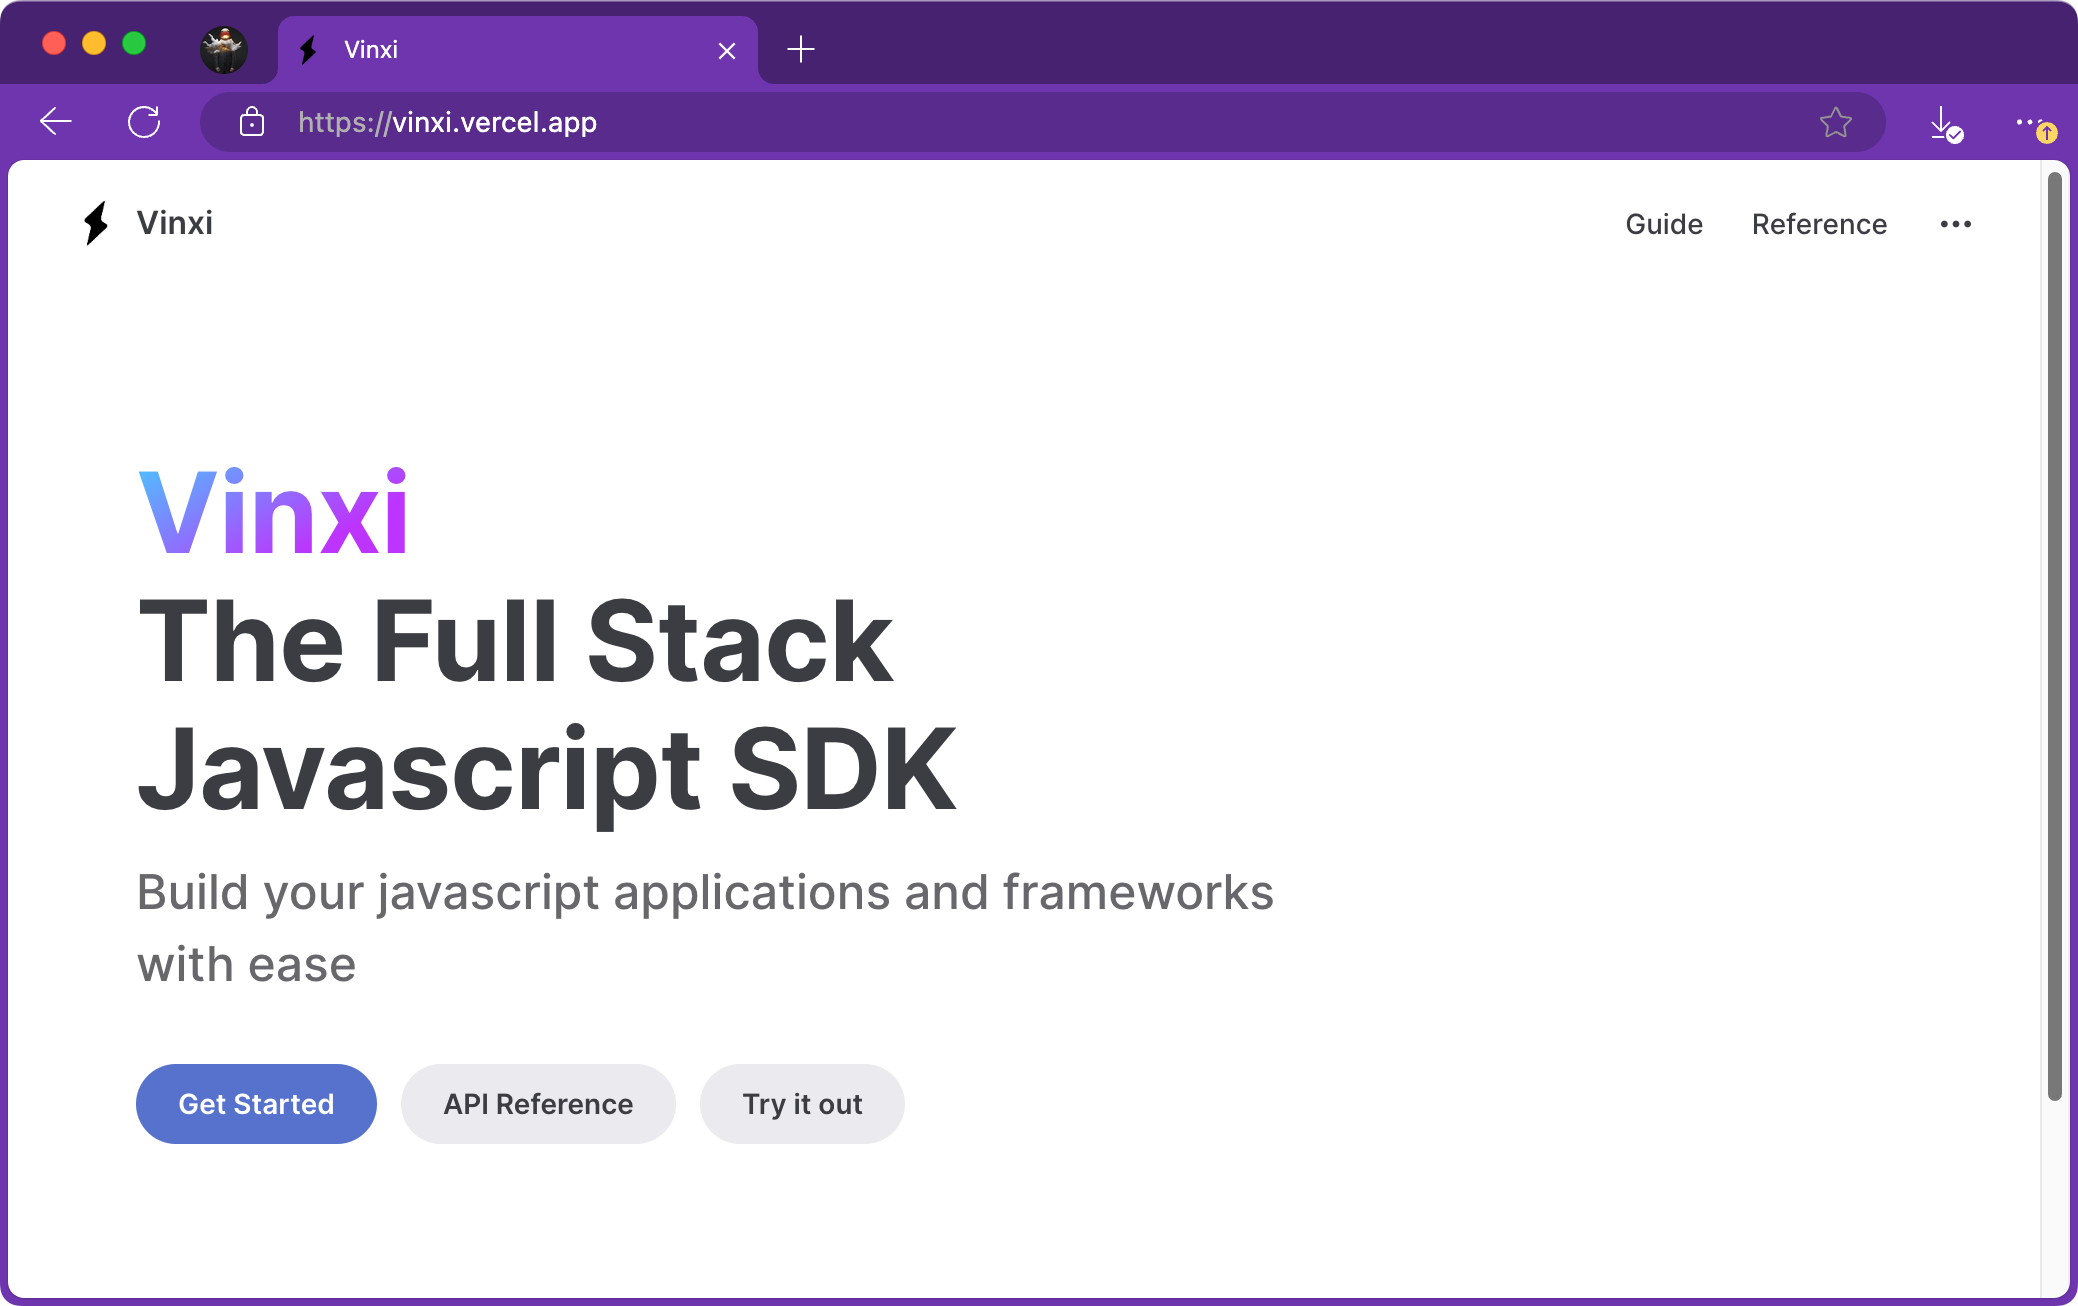 Vinxi
https://vinxi.vercel.app
Vinxi
Guide
Reference
Vinxi
The Full Stack
Javascript SDK
Build your javascript applications and frameworks
with ease
Get Started
API Reference
Try it out